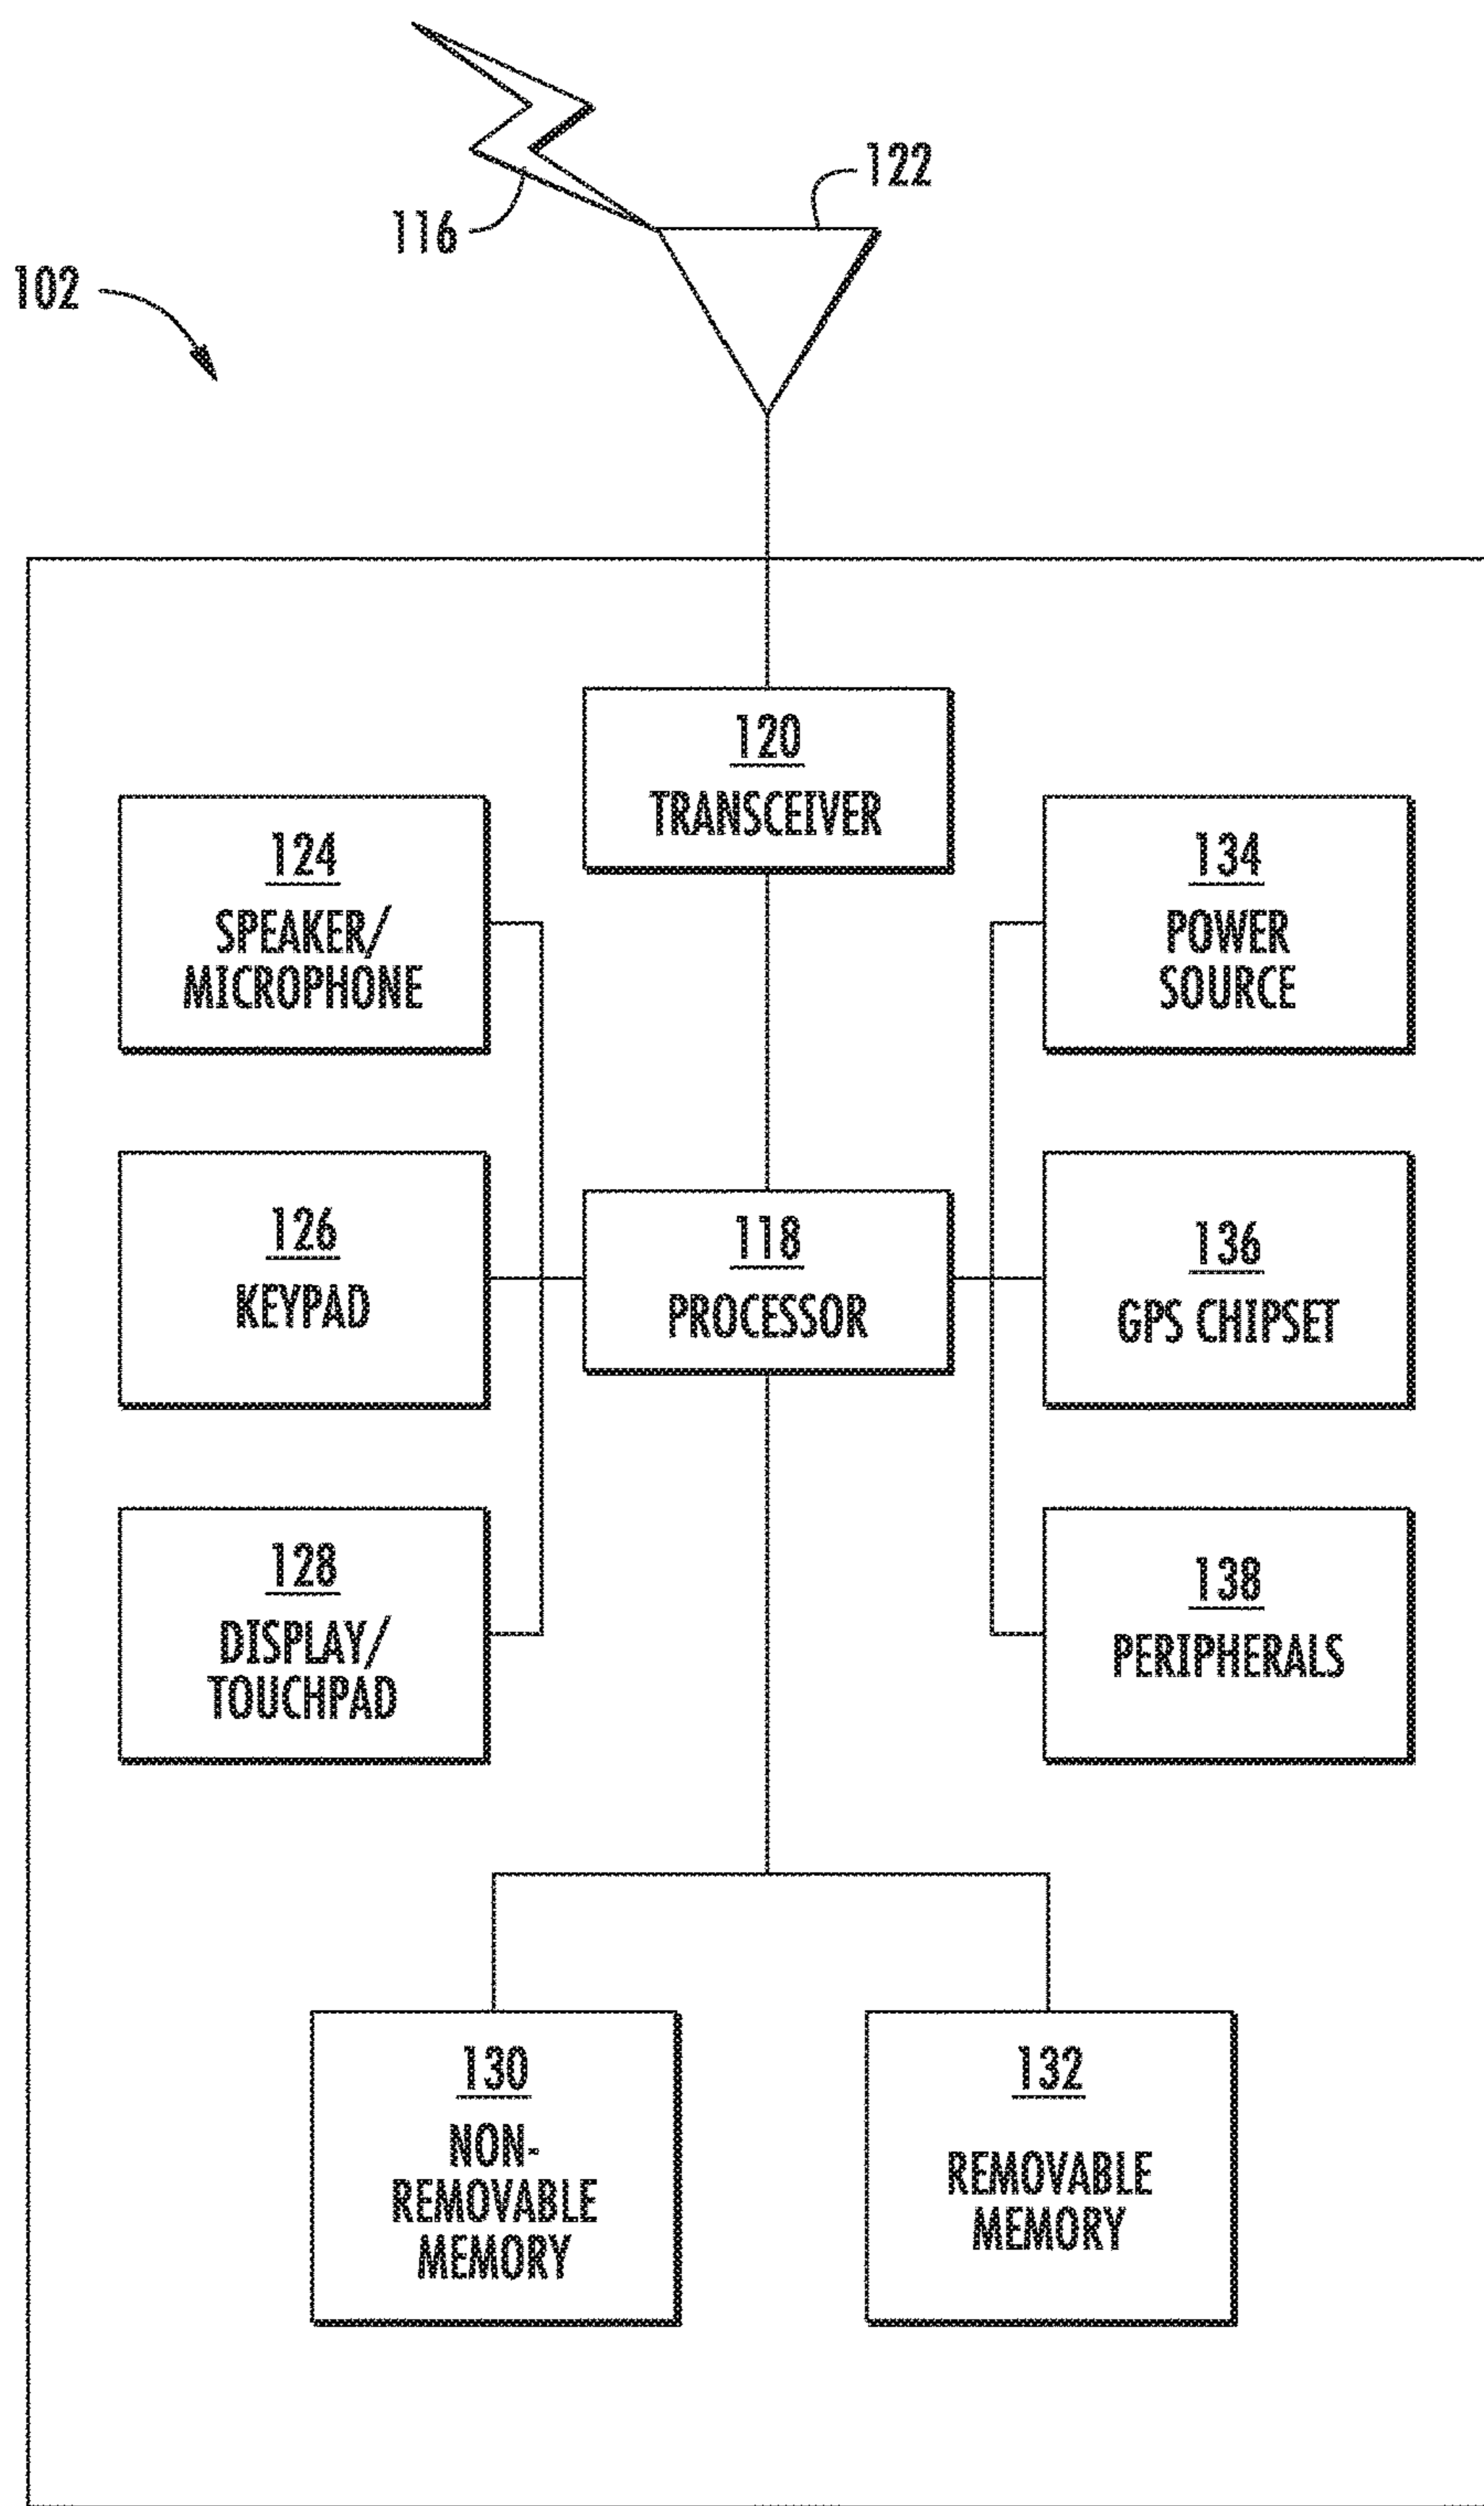 122
116
102
120
TRANSCEIVER
124
SPEAKER/
MICROPHONE
134
POWER
SOURCE
126
KEYPAD
118
PROCESSOR
136
GPS CHIPSET
128
DISPLAY/
TOUCHPAD
138
PERIPHERALS
130
NON-
REMOVABLE
MEMORY
132
REMOVABLE
MEMORY